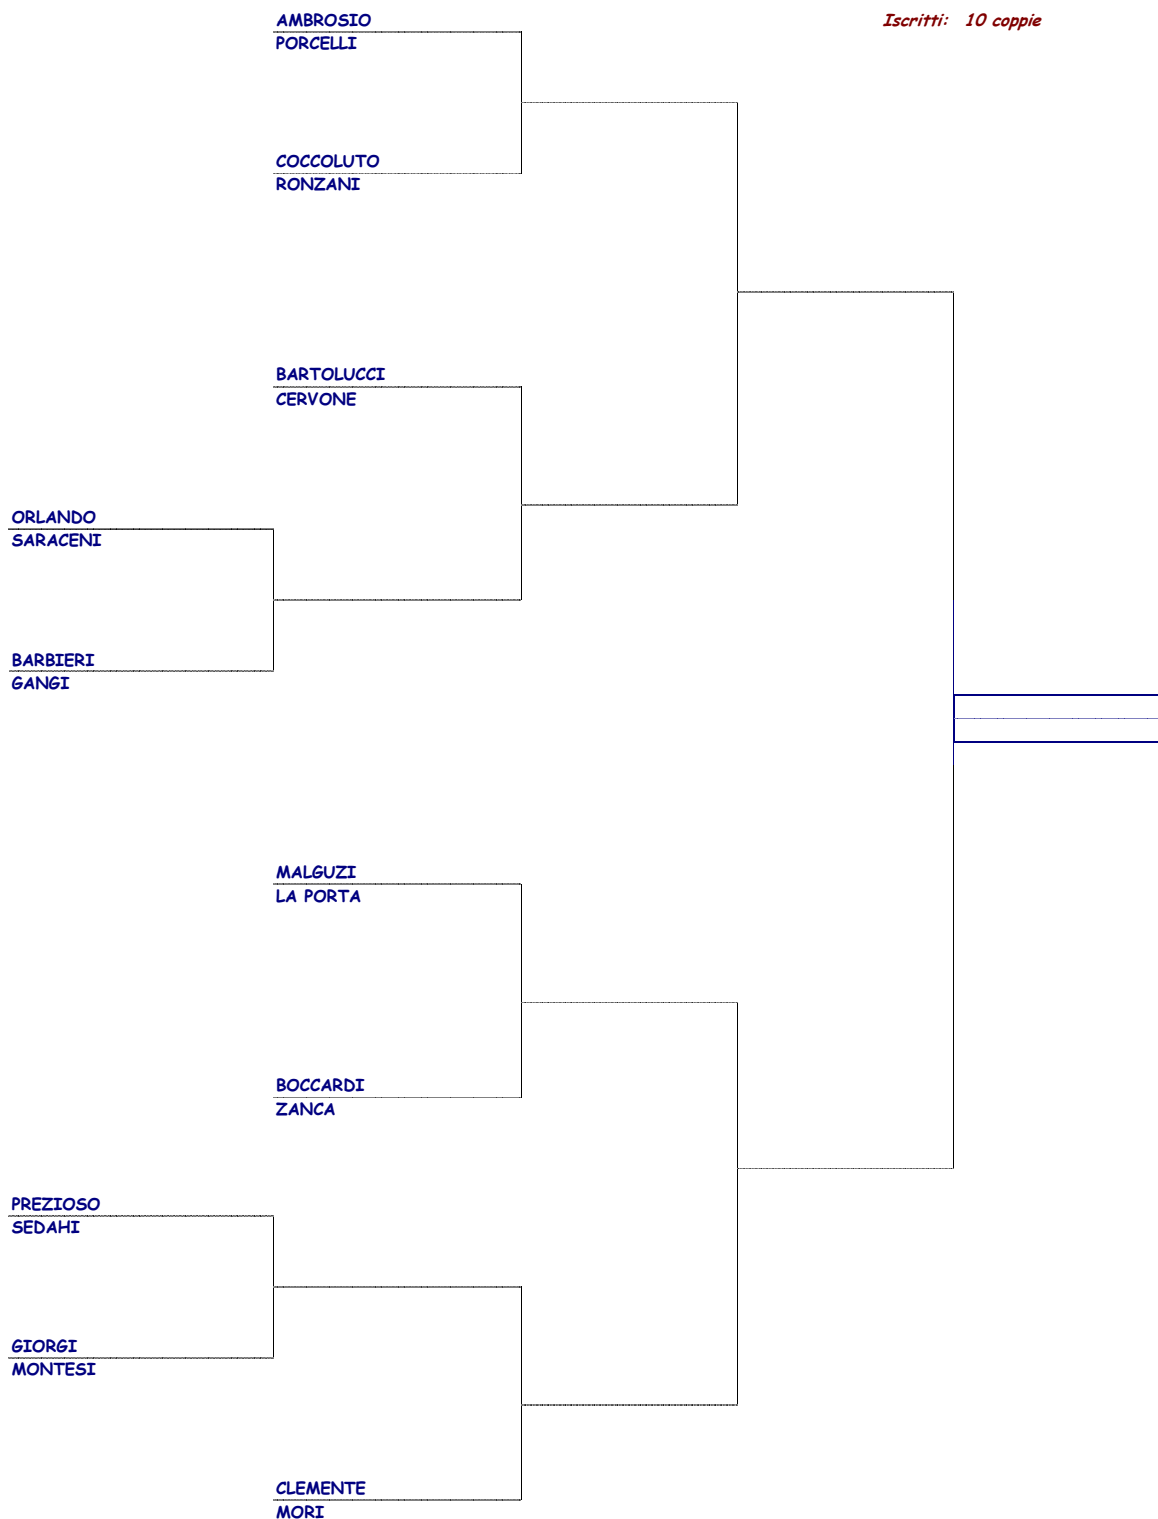 AMBROSIO
Iscritti: 10 coppie
PORCELLI
COCCOLUTO
RONZANI
BARTOLUCCI
CERVONE
ORLANDO
SARACENI
BARBIERI
GANGI
MALGUZI
LA PORTA
BOCCARDI
ZANCA
PREZIOSO
SEDAHI
GIORGI
MONTESI
CLEMENTE
MORI